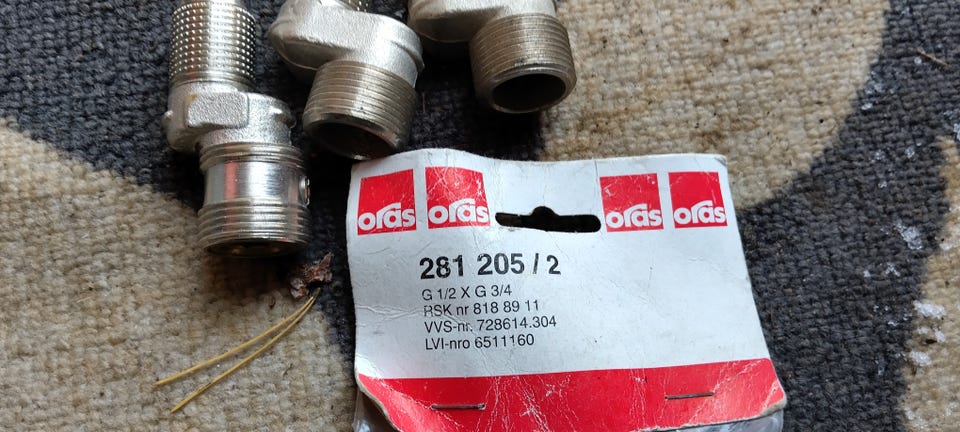 oras oras oras oras
281 205 / 2
G 1/2 X G 3/4
RSK nr 818 89 11
VVS-nr. 728614.304
LVI-nro 6511160